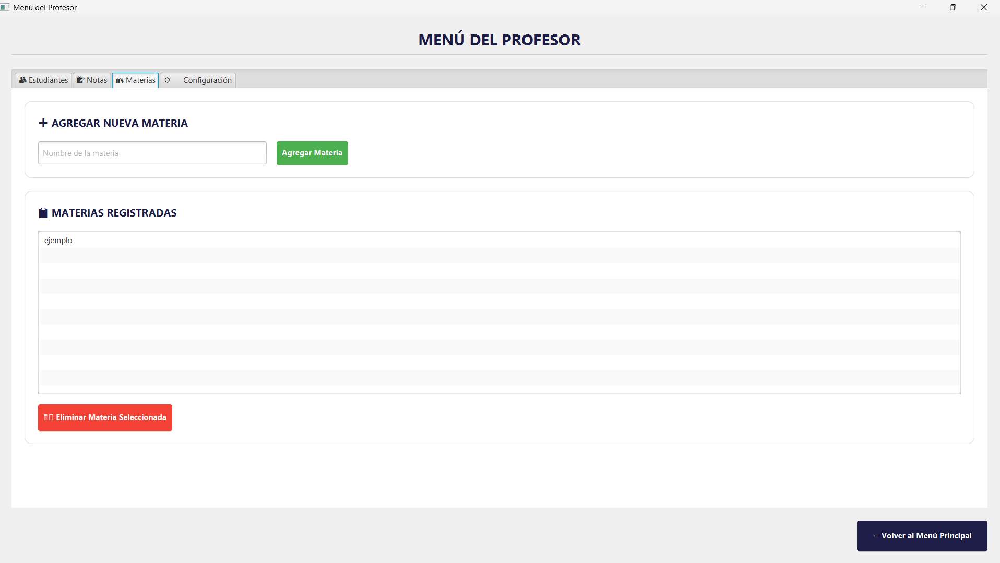 Menú del Profesor
MENÚ DEL PROFESOR
Estudiantes Notas Materias Configuración
AGREGAR NUEVA MATERIA
Nombre de la materia Agregar Materia
MATERIAS REGISTRADAS
ejemplo
Eliminar Materia Seleccionada
← Volver al Menú Principal